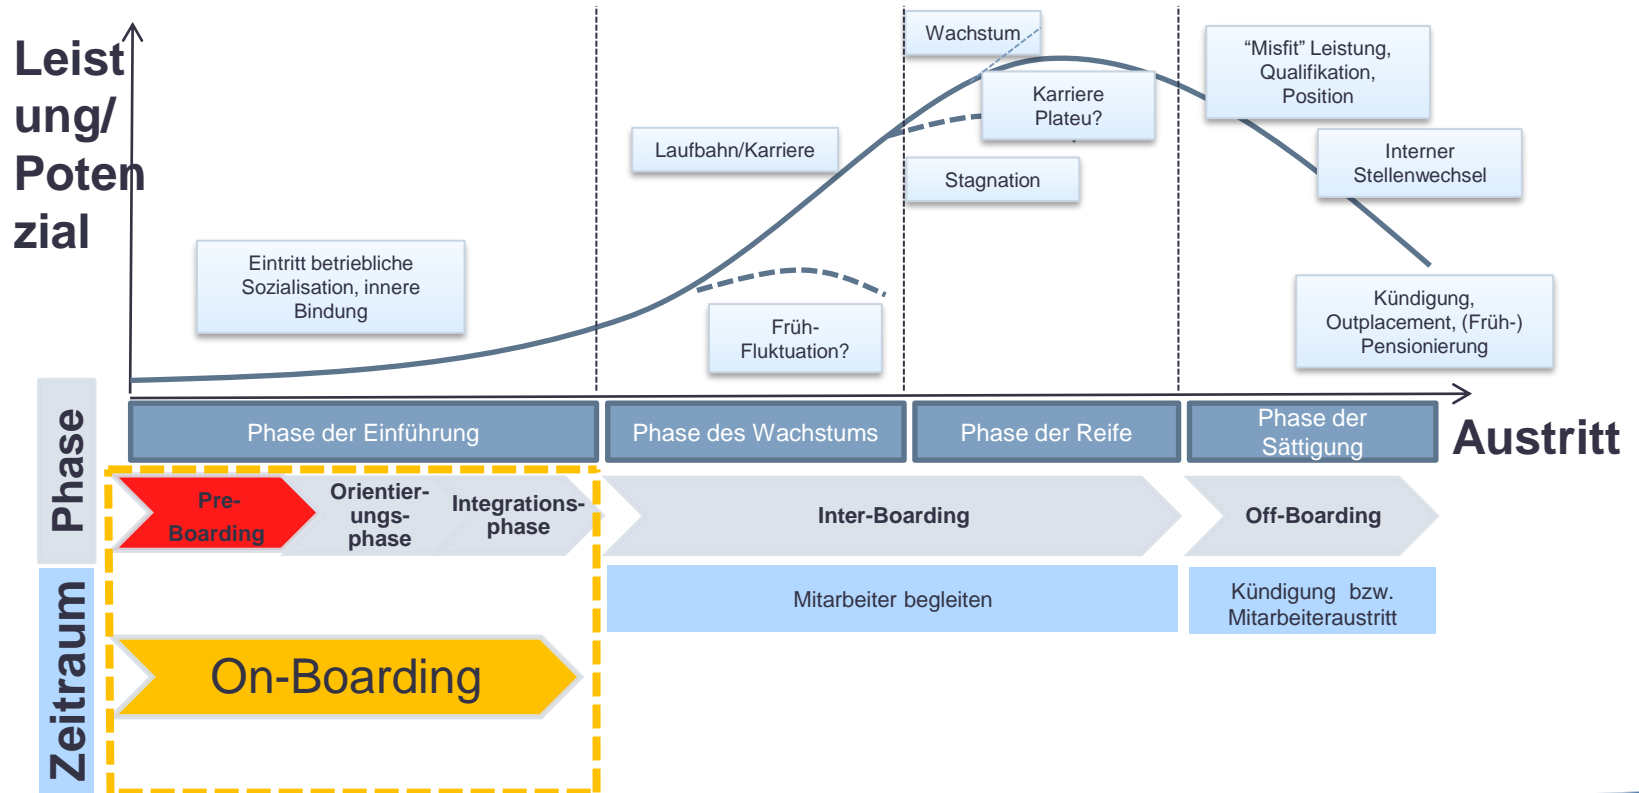 Leist
ung/
Poten
zial
Wachstum
“Misfit” Leistung,
Qualifikation,
Position
Karriere
Plateu?
Laufbahn/Karriere
Interner
Stellenwechsel
Stagnation
Eintritt betriebliche
Sozialisation, innere
Bindung
Früh-
Fluktuation?
Kündigung,
Outplacement, (Früh-)
Pensionierung
Phase
Phase der Einführung
Phase des Wachstums
Phase der Reife
Phase der
Sättigung
Austritt
Pre-
Boarding
Orientier-
ungs-
phase
Integrations-
phase
Inter-Boarding
Off-Boarding
Zeitraum
Mitarbeiter begleiten
Kündigung bzw.
Mitarbeiteraustritt
On-Boarding